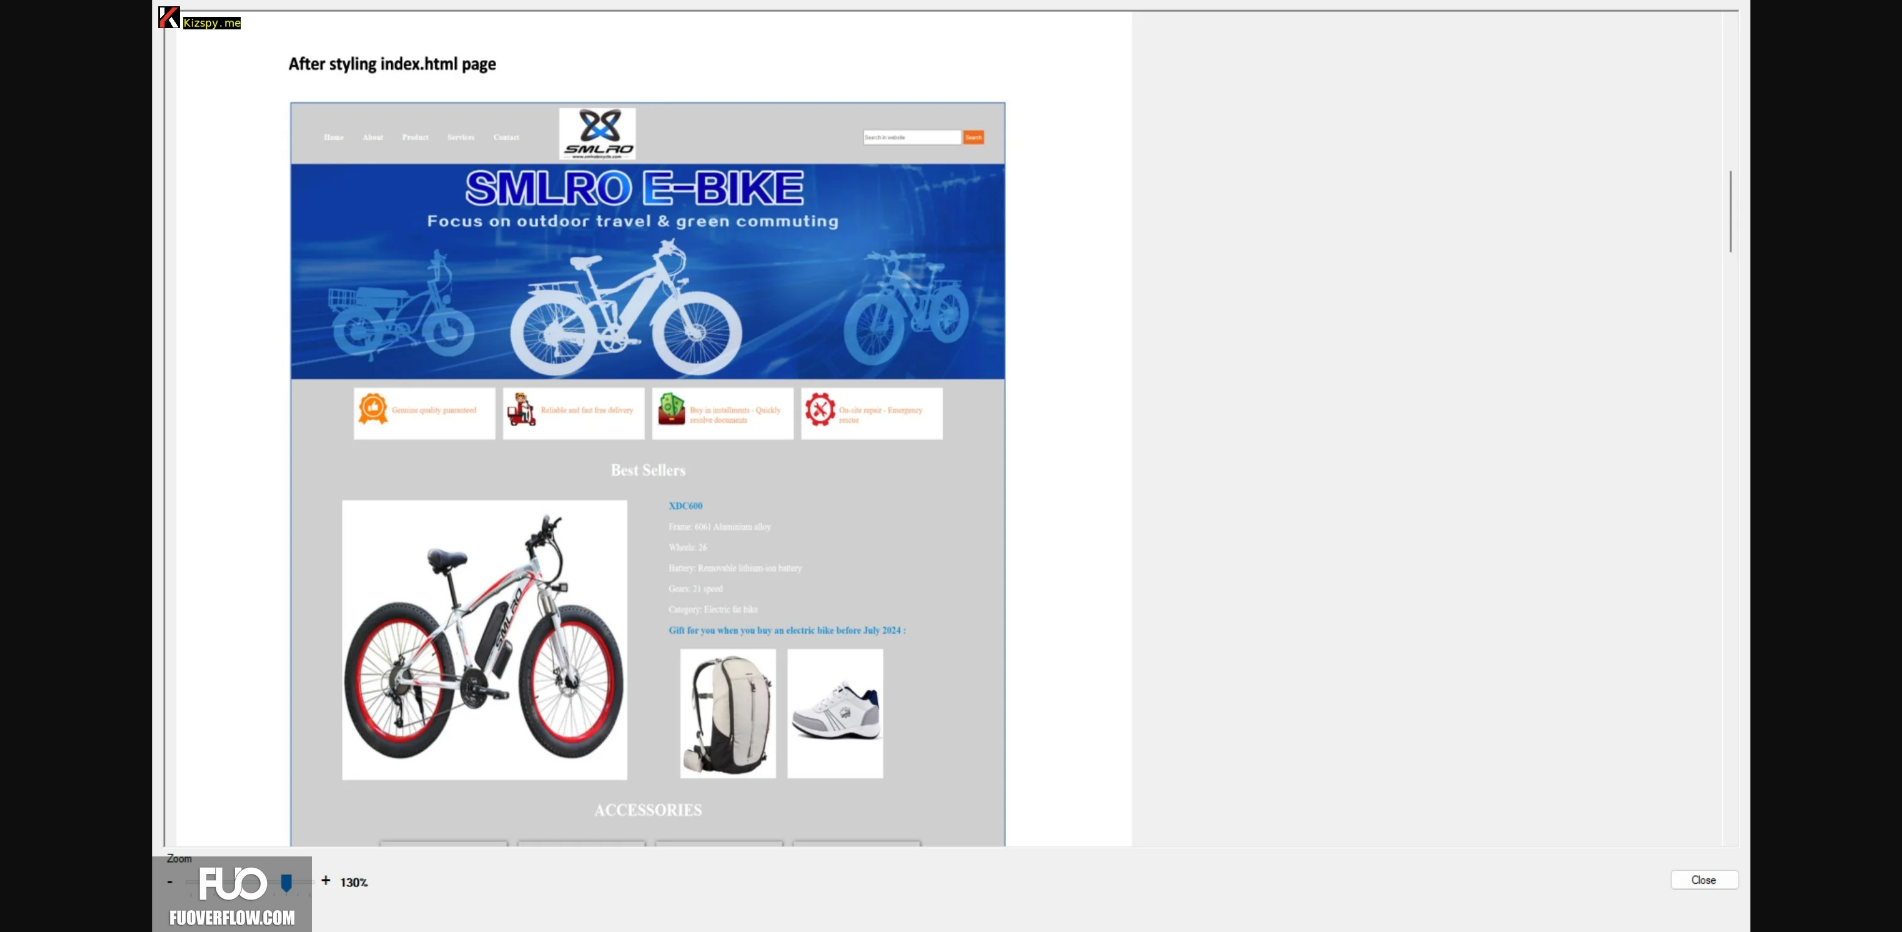 Kizspy.me
After styling index.html page
Home About Product Services Contact
SMLRO
www.smlrobicycle.com
Search in website
Search
SMLRO E-BIKE
Focus on outdoor travel & green commuting
Genuine quality guaranteed
Reliable and fast free delivery
Buy in installments - Quickly
resolve documents
On-site repair - Emergency
rescue
Best Sellers
XDC600
Frame: 6061 Aluminium alloy
Wheels: 26
Battery: Removable lithium-ion battery
Gears: 21 speed
Category: Electric fat bike
Gift for you when you buy an electric bike before July 2024 :
SMLRO
ACCESSORIES
Zoom
- + 130%
Close
FUO
FUOVERFLOW.COM